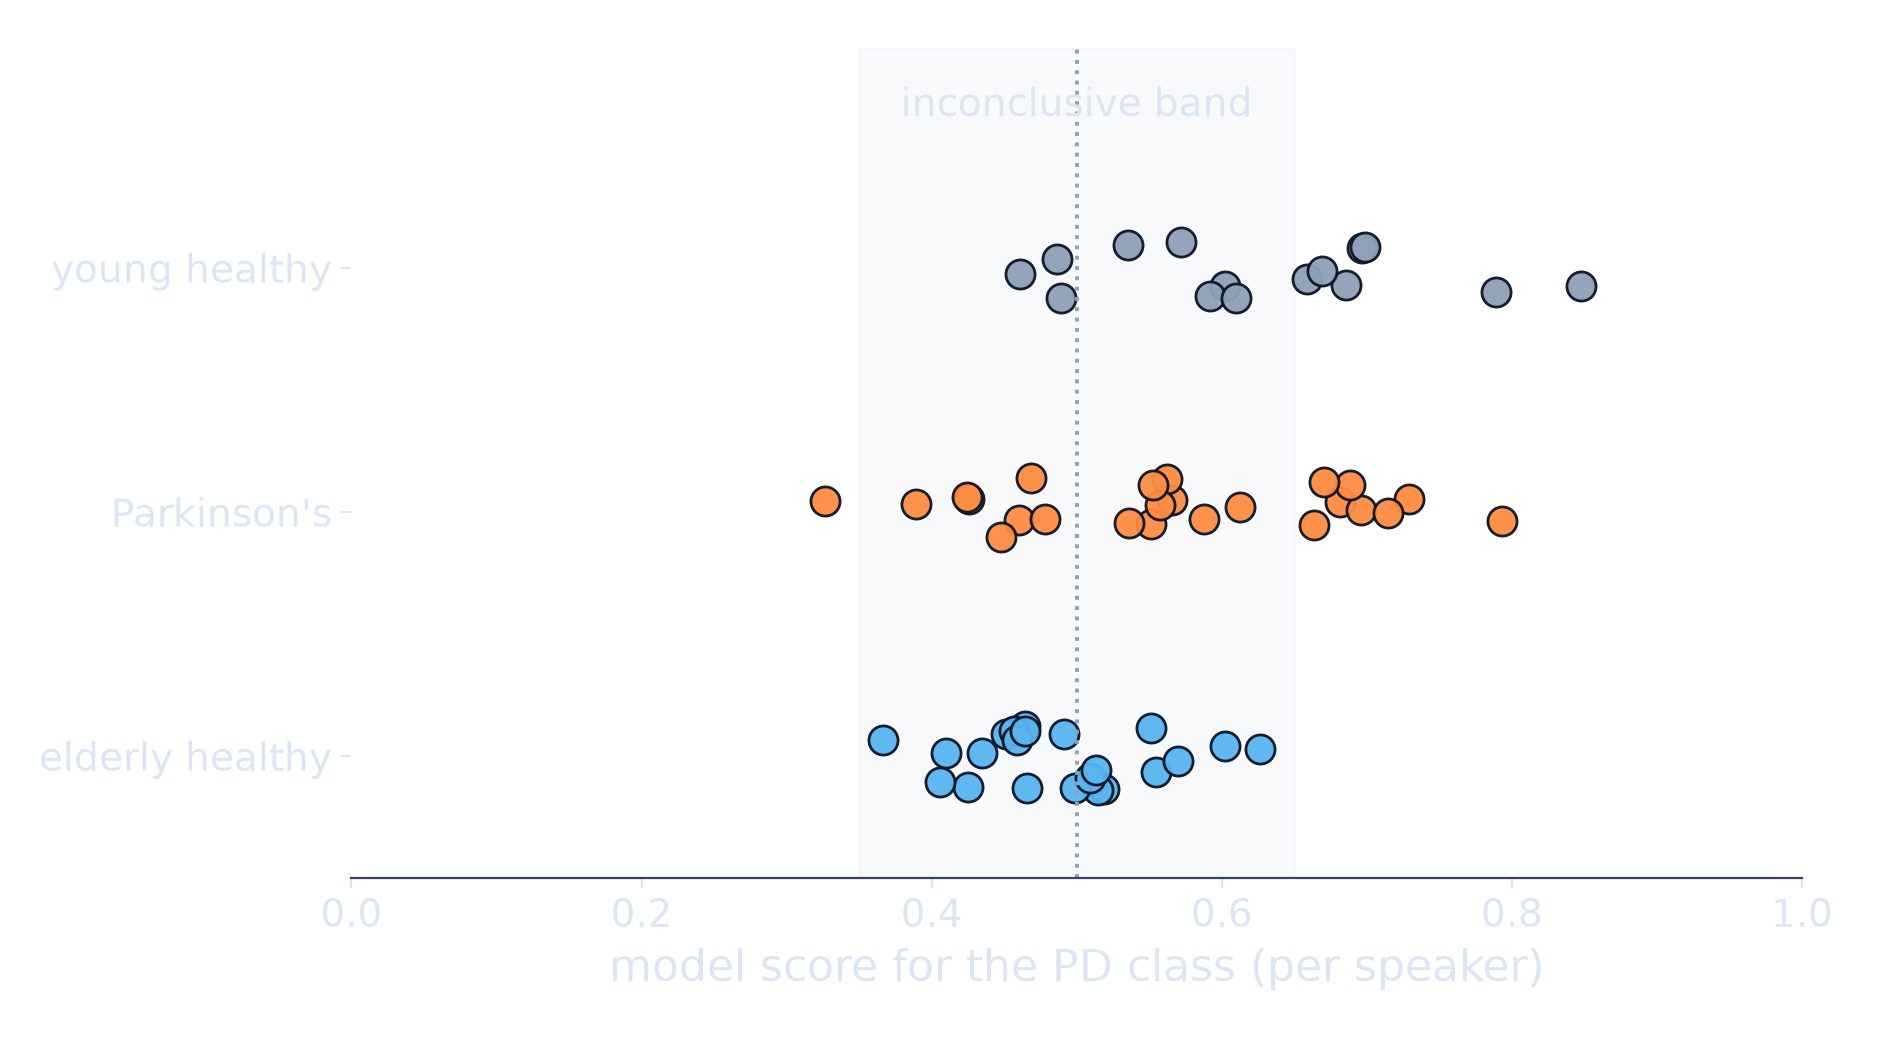 inconclusive band
young healthy
Parkinson's
elderly healthy
0.0 0.2 0.4 0.6 0.8 1.0
model score for the PD class (per speaker)